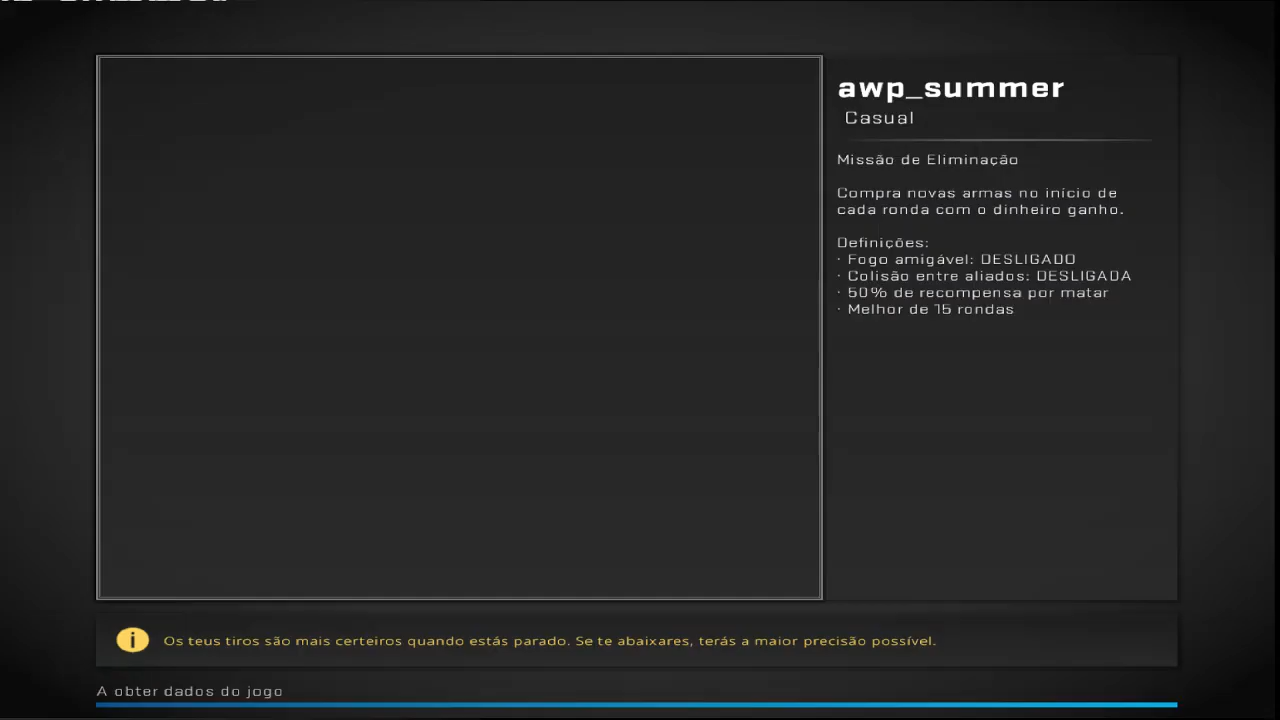 awp_summer
Casual
Missão de Eliminação
Compra novas armas no início de
cada ronda com o dinheiro ganho.
Definições:
· Fogo amigável: DESLIGADO
· Colisão entre aliados: DESLIGADA
· 50% de recompensa por matar
· Melhor de 15 rondas
i
Os teus tiros são mais certeiros quando estás parado. Se te abaixares, terás a maior precisão possível.
A obter dados do jogo